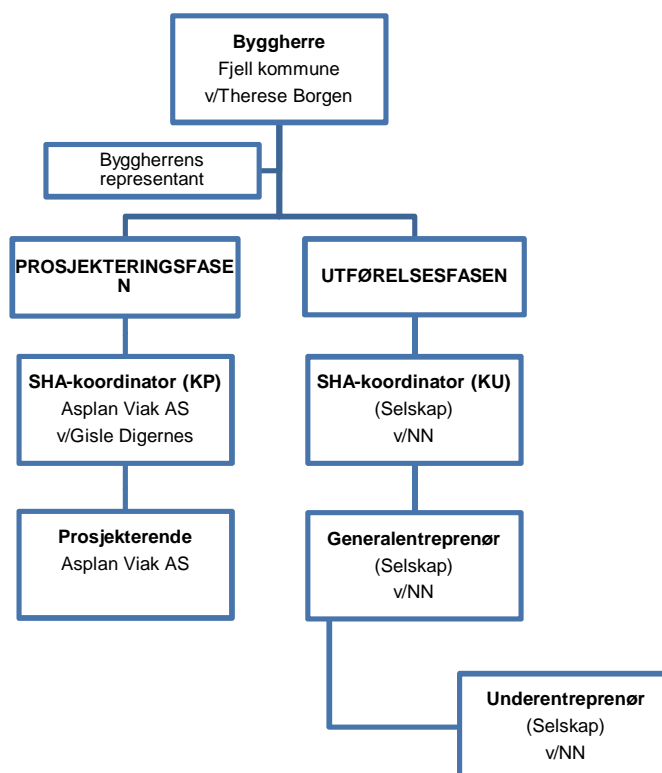 Byggherre
Fjell kommune
v/Therese Borgen
Byggherrens
representant
PROSJEKTERINGSFASE
N
UTFØRELSESFASEN
SHA-koordinator (KP)
Asplan Viak AS
v/Gisle Digernes
SHA-koordinator (KU)
(Selskap)
v/NN
Prosjekterende
Asplan Viak AS
Generalentreprenør
(Selskap)
v/NN
Underentreprenør
(Selskap)
v/NN